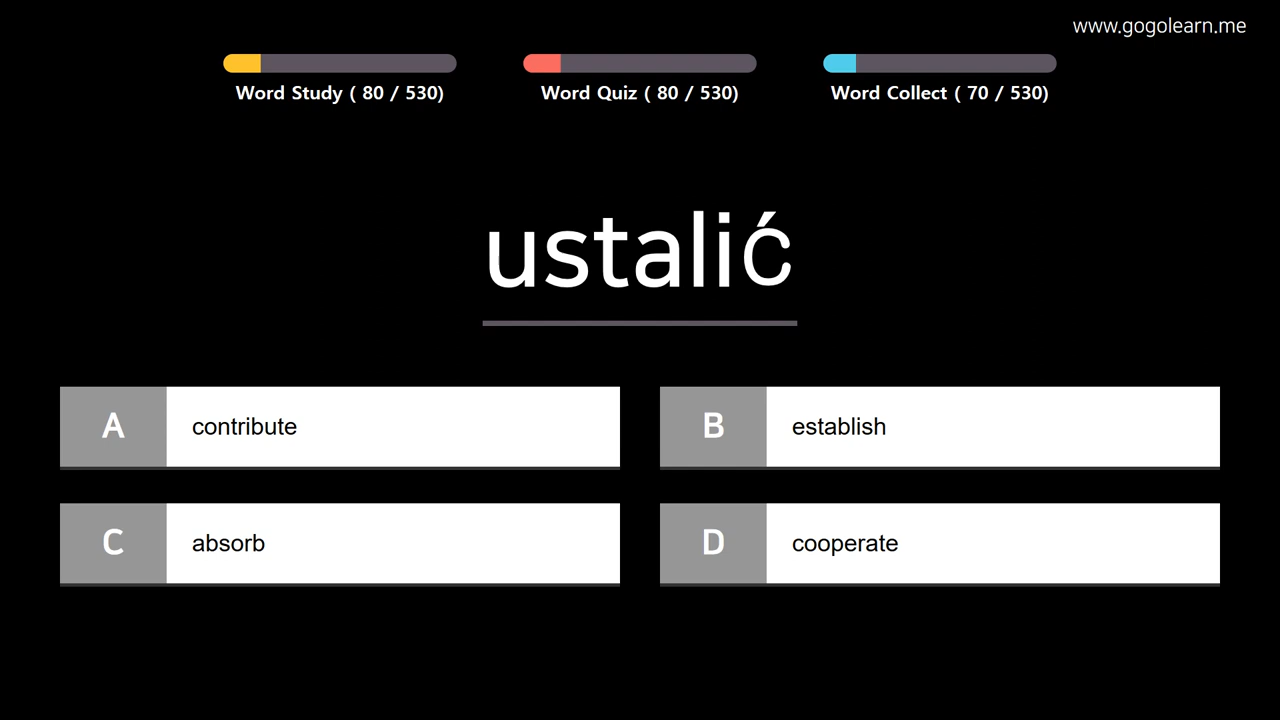 www.gogolearn.me
Word Study ( 80 / 530)
Word Quiz ( 80 / 530)
Word Collect ( 70 / 530)
ustalić
A contribute
B establish
C absorb
D cooperate